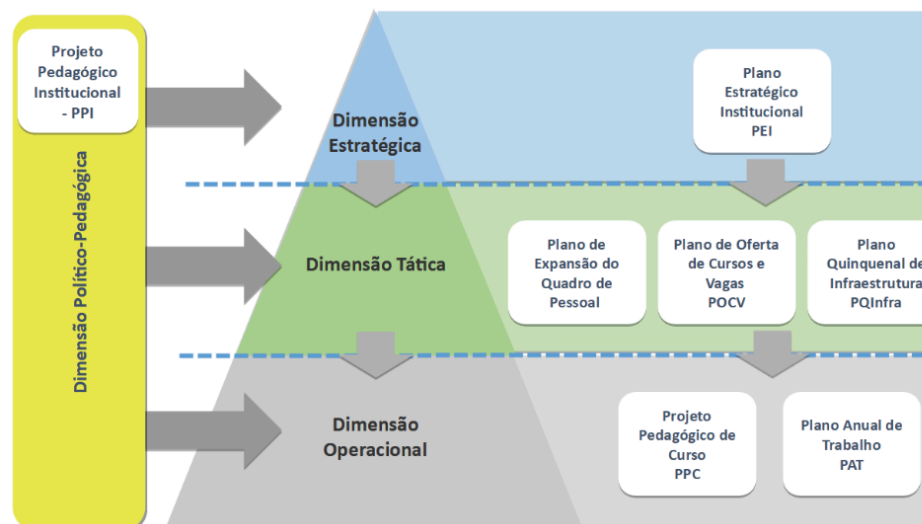 Projeto
Pedagógico
Institucional
- PPI
Dimensão Político-Pedagógica
Dimensão
Estratégica
Plano
Estratégico
Institucional
PEI
Dimensão Tática
Plano de
Expansão do
Quadro de
Pessoal
Plano de Oferta
de Cursos e
Vagas
POCV
Plano
Quinquenal de
Infraestrutura
PQInfra
Dimensão
Operacional
Projeto
Pedagógico de
Curso
PPC
Plano Anual de
Trabalho
PAT